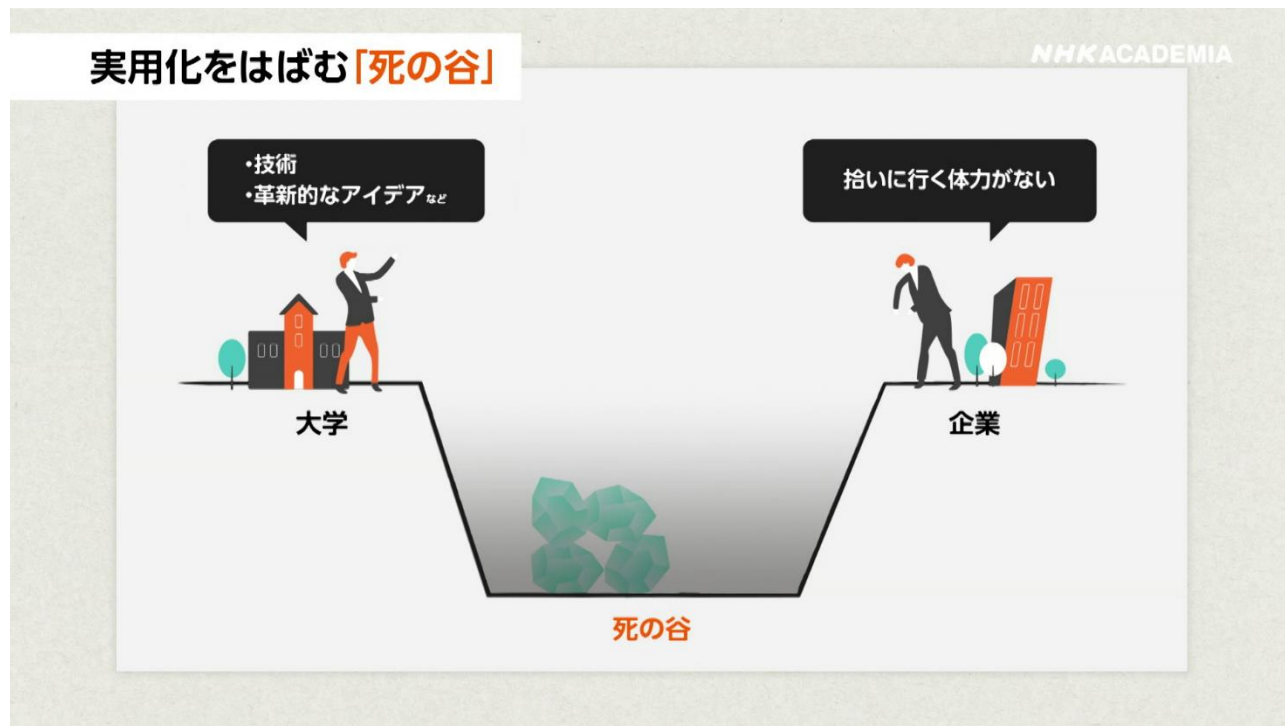 実用化をはばむ「死の谷」
NHK ACADEMIA
・技術
・革新的なアイデアなど
拾いに行く体力がない
大学
企業
死の谷